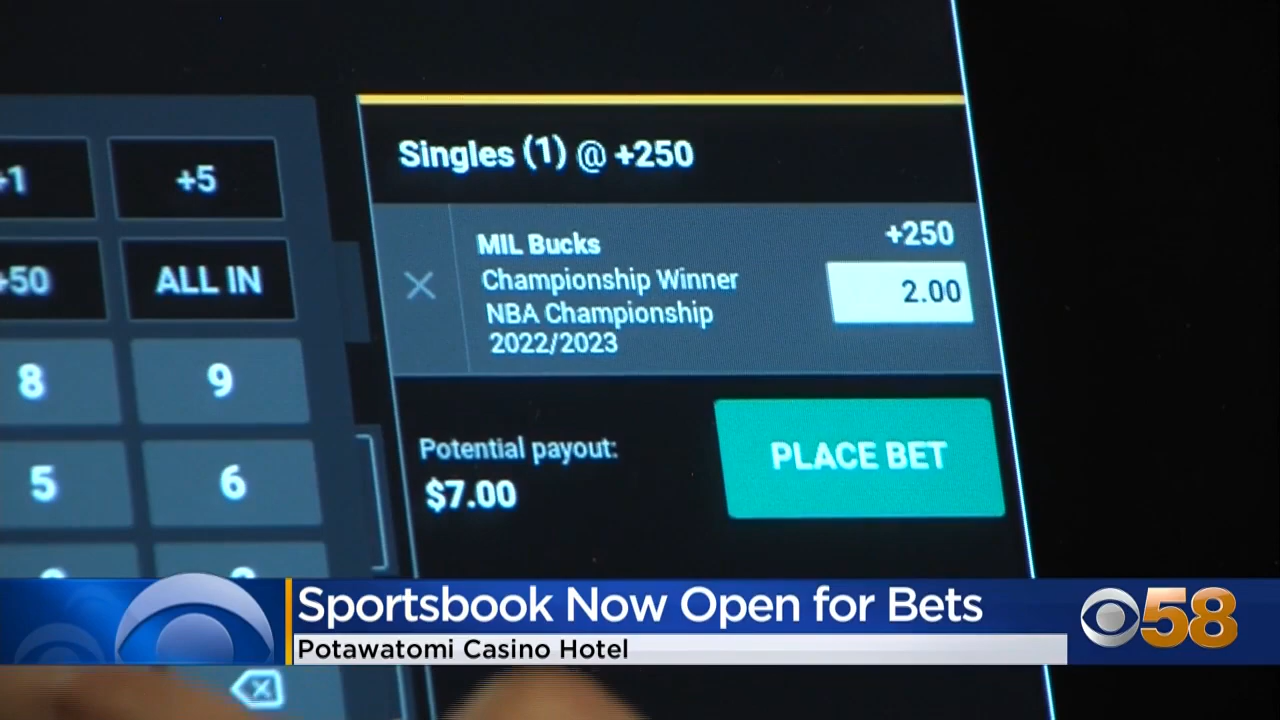 +1
+5
+50
ALL IN
8
9
5
6
Singles (1) @ +250
MIL Bucks
+250
Championship Winner
2.00
NBA Championship
2022/2023
Potential payout:
$7.00
PLACE BET
Sportsbook Now Open for Bets
Potawatomi Casino Hotel
58